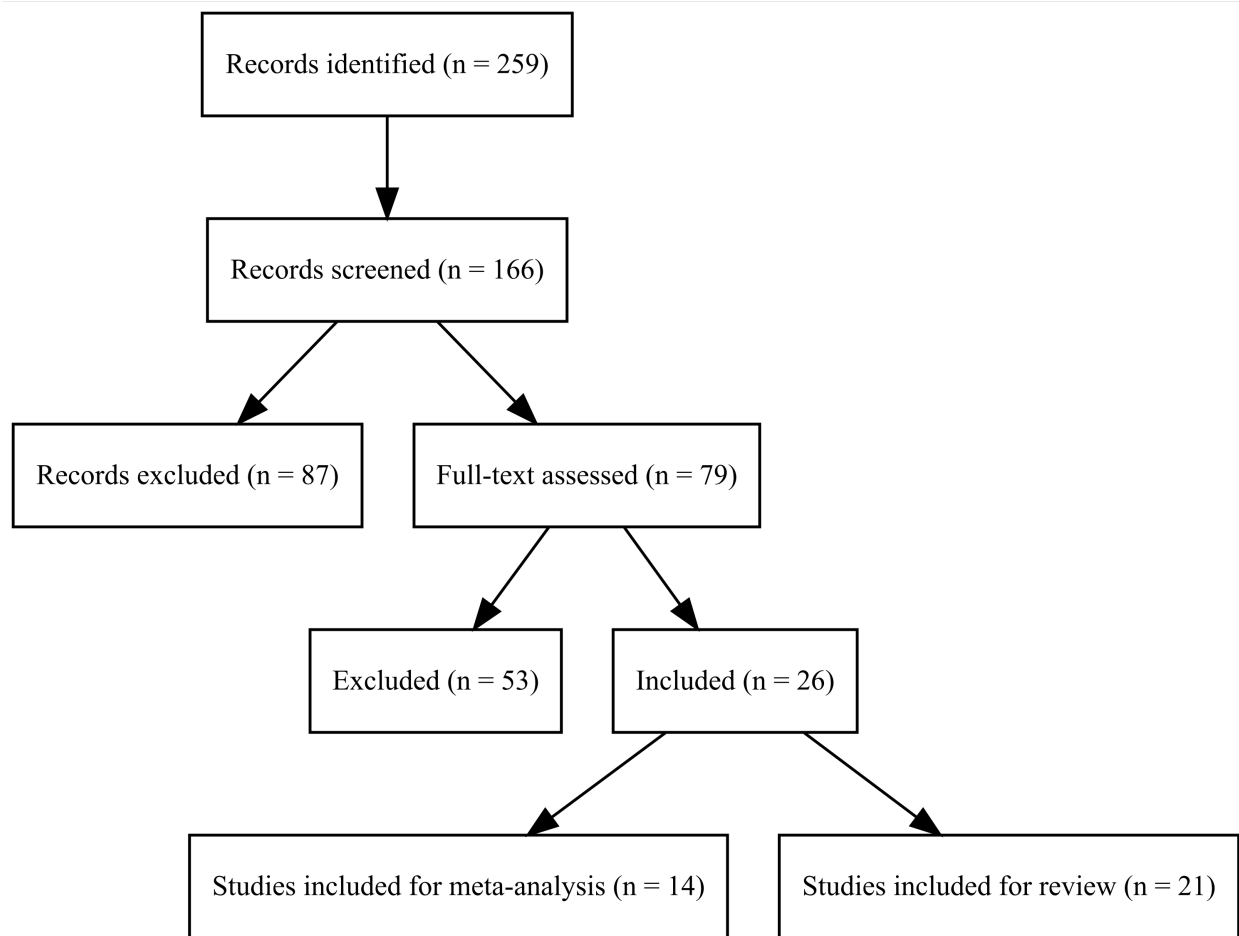 Records identified (n = 259)
Records screened (n = 166)
Records excluded (n = 87)
Full-text assessed (n = 79)
Excluded (n = 53)
Included (n = 26)
Studies included for meta-analysis (n = 14)
Studies included for review (n = 21)